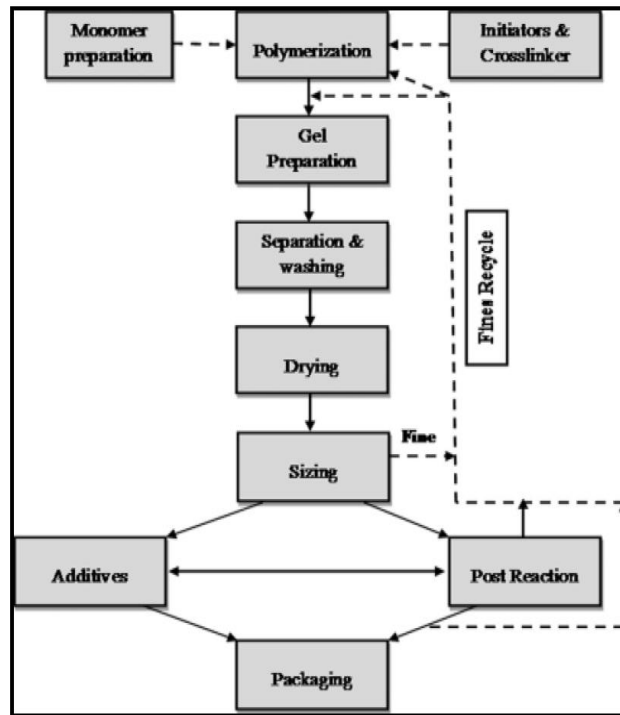 Monomer
preparation
Polymerization
Initiators &
Crosslinker
Gel
Preparation
Separation &
washing
Fines Recycle
Drying
Fine
Sizing
Additives
Post Reaction
Packaging